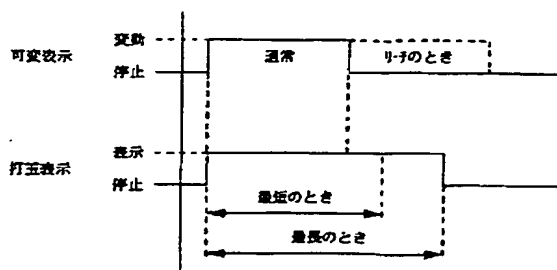 可変表示
変動
停止
通常
リーチのとき
打玉表示
表示
停止
最短のとき
最長のとき